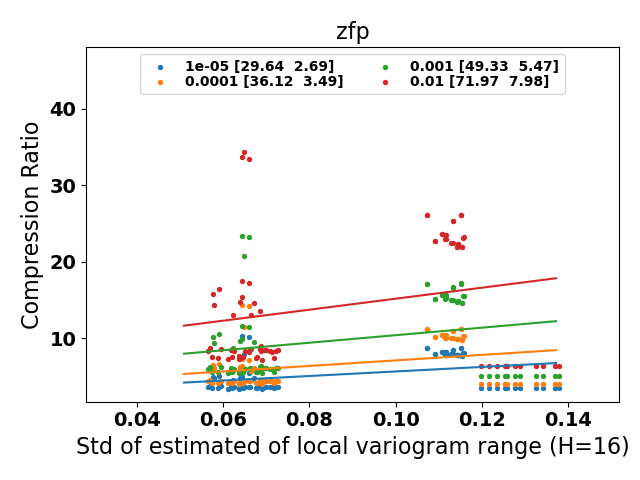 zfp
1e-05 [29.64  2.69]
0.0001 [36.12  3.49]
0.001 [49.33  5.47]
0.01 [71.97  7.98]
Compression Ratio
40
30
20
10
0.04 0.06 0.08 0.10 0.12 0.14
Std of estimated of local variogram range (H=16)